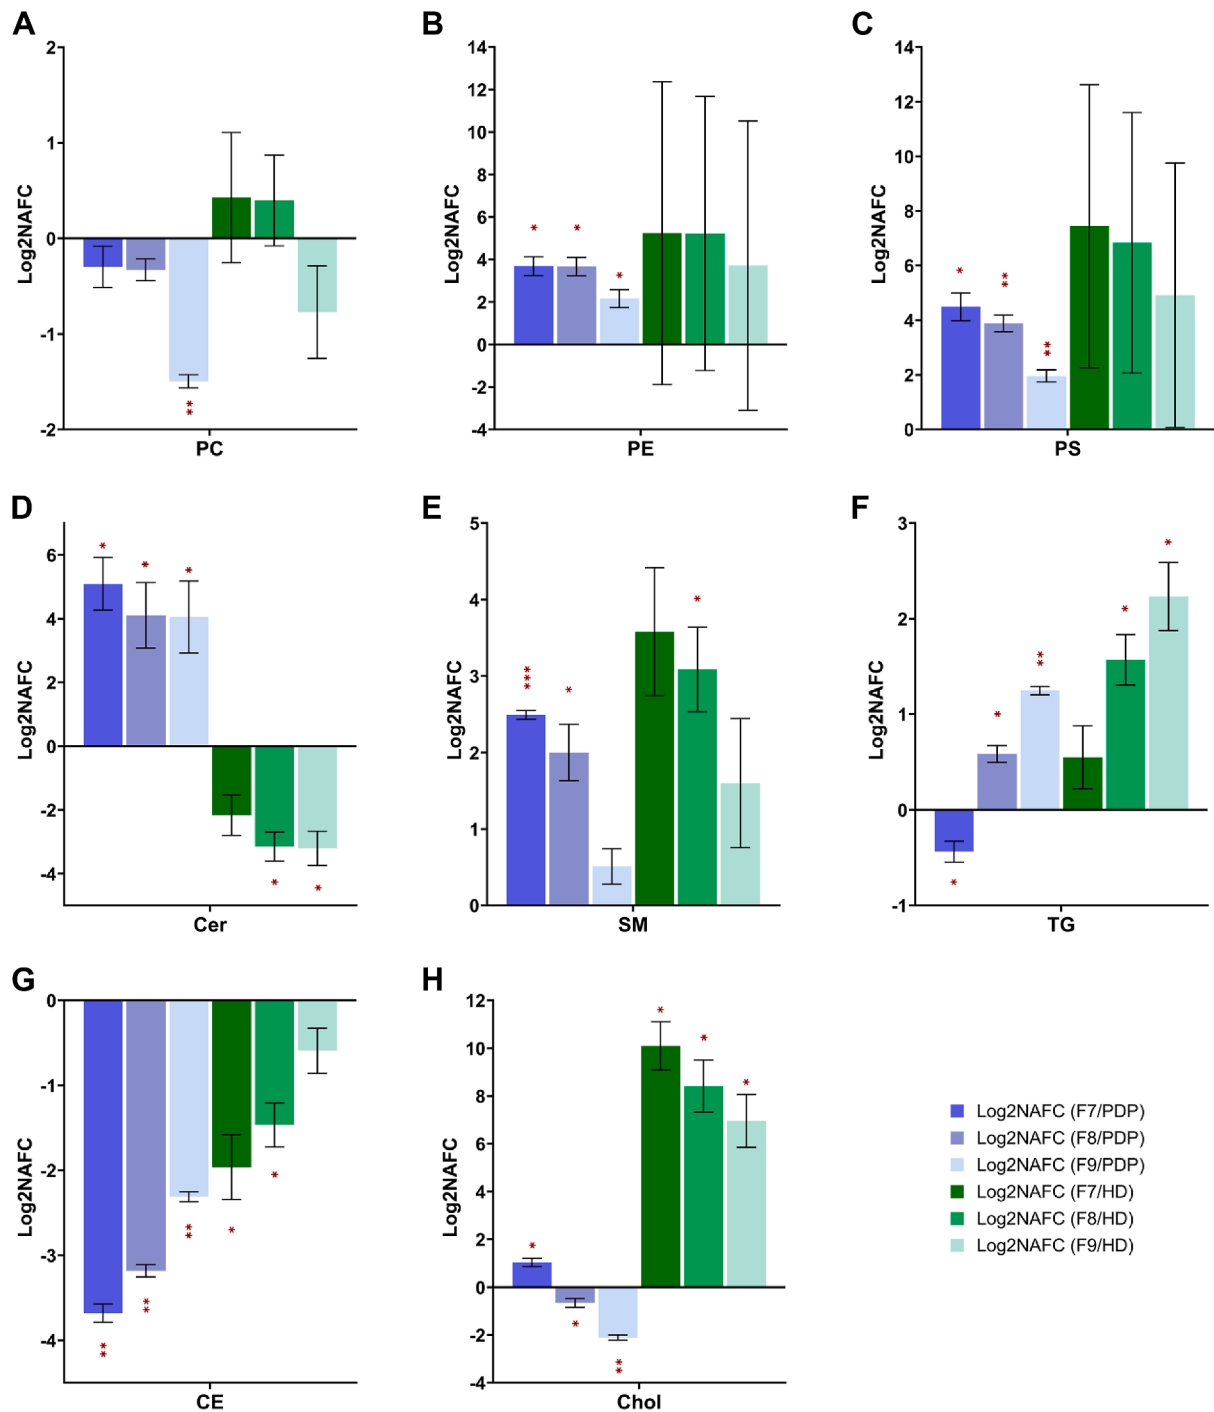 A
2
1
0
-1
-2
Log2NAFC
**
PC
B
14
12
10
8
6
4
2
0
-2
-4
Log2NAFC
*
*
*
PE
C
14
12
10
8
6
4
2
0
Log2NAFC
*
**
**
PS
D
6
4
2
0
-2
-4
Log2NAFC
*
*
*
*
*
Cer
E
5
4
3
2
1
0
Log2NAFC
***
*
*
SM
F
3
2
1
0
-1
Log2NAFC
*
*
**
*
*
TG
G
0
-1
-2
-3
-4
Log2NAFC
**
**
**
*
*
CE
H
12
10
8
6
4
2
0
-2
-4
Log2NAFC
*
*
**
*
*
*
Chol
Log2NAFC (F7/PDP)
Log2NAFC (F8/PDP)
Log2NAFC (F9/PDP)
Log2NAFC (F7/HD)
Log2NAFC (F8/HD)
Log2NAFC (F9/HD)